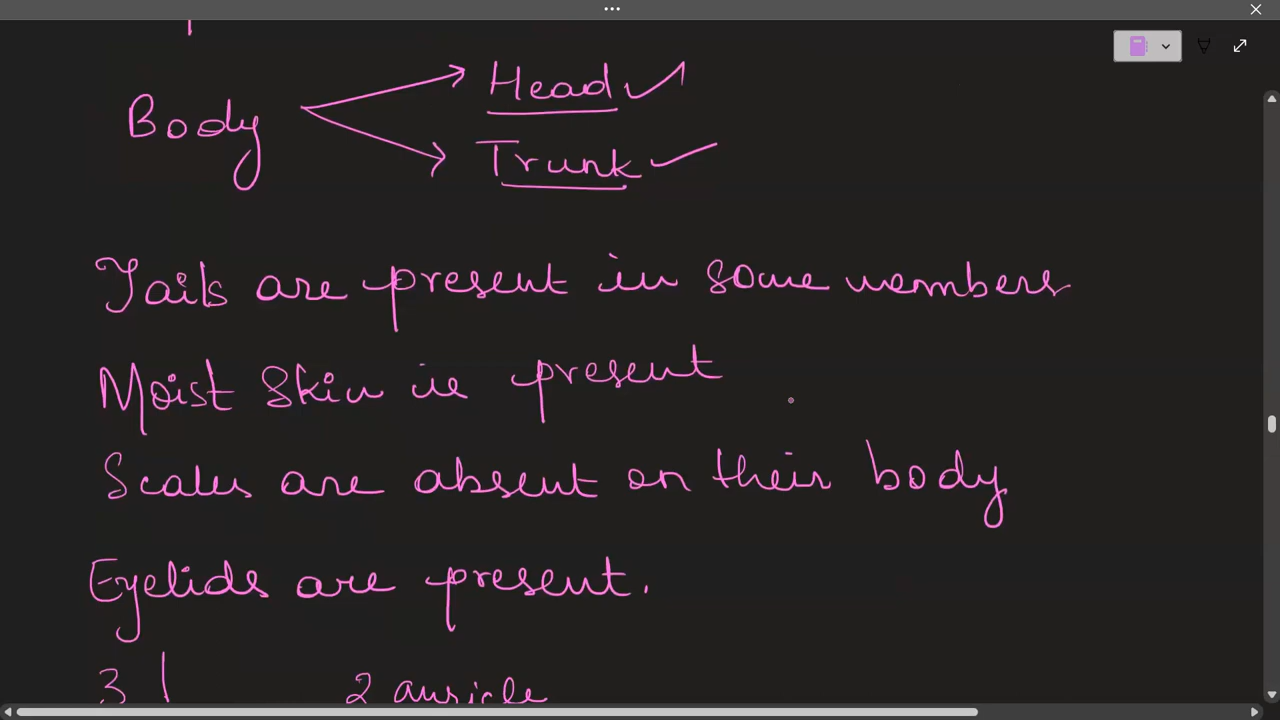 Head
Body
Trunk
Tails are present in some members
Moist Skin is present
Scales are absent on their body
Eyelids are present.
3 2 auricle